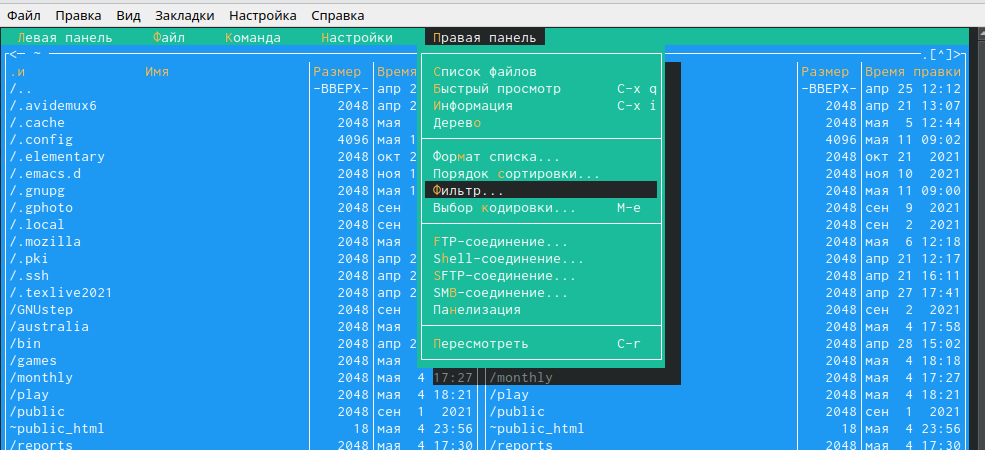 Файл Правка Вид Закладки Настройка Справка
Левая панель Файл Команда Настройки Правая панель
<─ ~ .[^]>
.и Имя Размер Время Список файлов Размер Время правки
/.. -ВВЕРХ- апр 2 Быстрый просмотр C-x q -ВВЕРХ- апр 25 12:12
/.avidemux6 2048 апр 2 Информация C-x i 2048 апр 21 13:07
/.cache 2048 мая Дерево 2048 мая 5 12:44
/.config 4096 мая 1 4096 мая 11 09:02
/.elementary 2048 окт 2 Формат списка... 2048 окт 21 2021
/.emacs.d 2048 ноя 1 Порядок сортировки... 2048 ноя 10 2021
/.gnupg 2048 мая 1 Фильтр... 2048 мая 11 09:00
/.gphoto 2048 сен Выбор кодировки... M-e 2048 сен 9 2021
/.local 2048 сен 2048 сен 2 2021
/.mozilla 2048 мая FTP-соединение... 2048 мая 6 12:18
/.pki 2048 апр 2 Shell-соединение... 2048 апр 21 12:17
/.ssh 2048 апр 2 SFTP-соединение... 2048 апр 21 16:11
/.texlive2021 2048 апр 2 SMB-соединение... 2048 апр 27 17:41
/GNUstep 2048 сен Панелизация 2048 сен 2 2021
/australia 2048 мая 2048 мая 4 17:58
/bin 2048 апр 2 Пересмотреть C-r 2048 апр 28 15:02
/games 2048 мая 2048 мая 4 18:18
/monthly 2048 мая 4 17:27 /monthly 2048 мая 4 17:27
/play 2048 мая 4 18:21 /play 2048 мая 4 18:21
/public 2048 сен 1 2021 /public 2048 сен 1 2021
~public_html 18 мая 4 23:56 ~public_html 18 мая 4 23:56
/reports 2048 мая 4 17:30 /reports 2048 мая 4 17:30